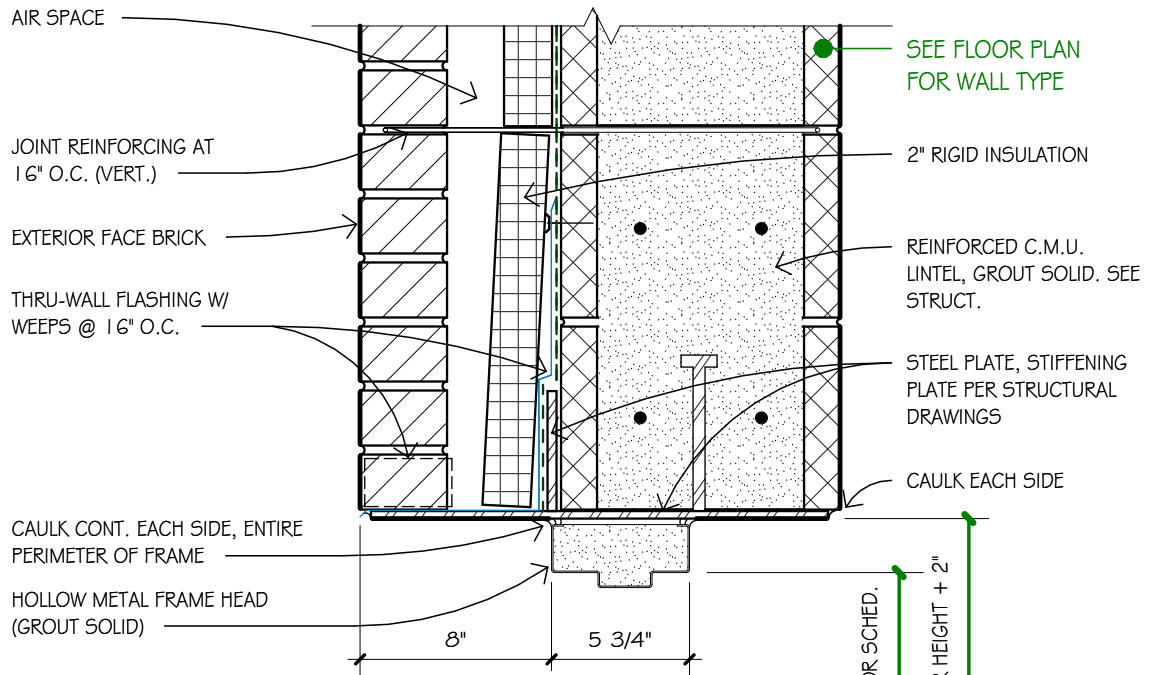 AIR SPACE
JOINT REINFORCING AT
16" O.C. (VERT.)
EXTERIOR FACE BRICK
THRU-WALL FLASHING W/
WEEPS @ 16" O.C.
CAULK CONT. EACH SIDE, ENTIRE
PERIMETER OF FRAME
HOLLOW METAL FRAME HEAD
(GROUT SOLID)
SEE FLOOR PLAN
FOR WALL TYPE
2" RIGID INSULATION
REINFORCED C.M.U.
LINTEL, GROUT SOLID. SEE
STRUCT.
STEEL PLATE, STIFFENING
PLATE PER STRUCTURAL
DRAWINGS
CAULK EACH SIDE
8"
5 3/4"
SCHED.
HEIGHT + 2"